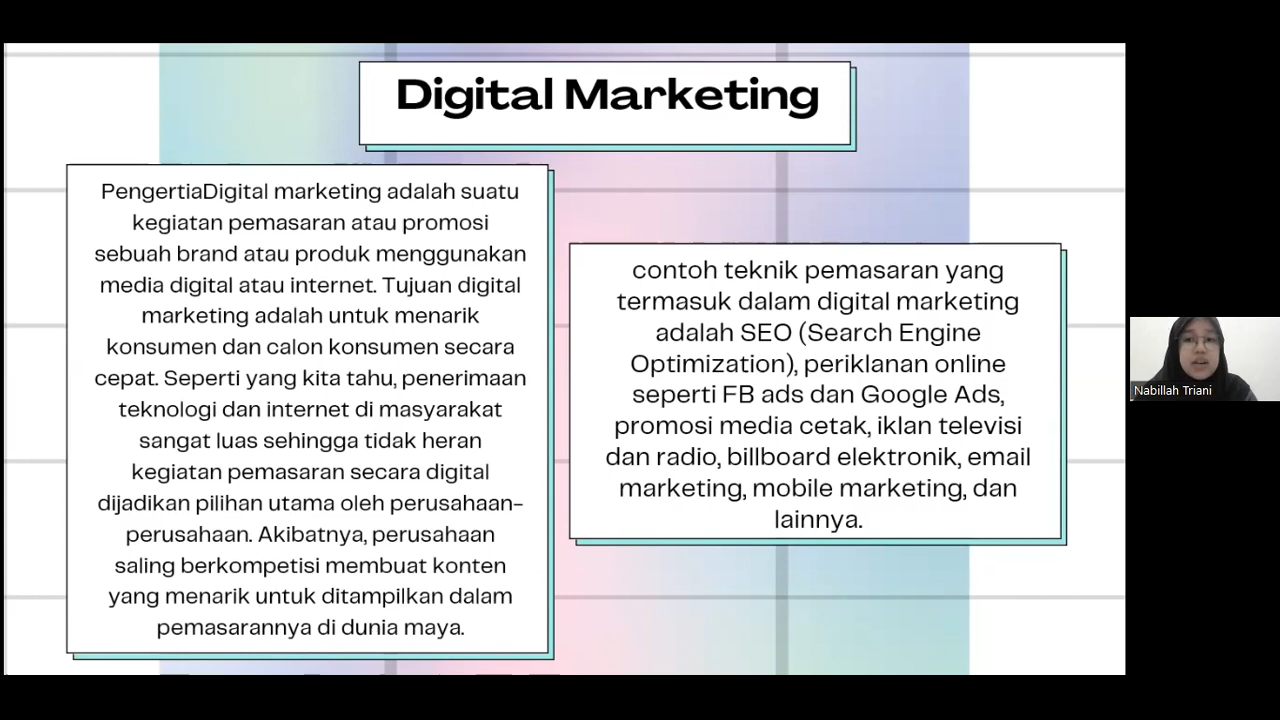 Digital Marketing
PengertiaDigital marketing adalah suatu
kegiatan pemasaran atau promosi
sebuah brand atau produk menggunakan
media digital atau internet. Tujuan digital
marketing adalah untuk menarik
konsumen dan calon konsumen secara
cepat. Seperti yang kita tahu, penerimaan
teknologi dan internet di masyarakat
sangat luas sehingga tidak heran
kegiatan pemasaran secara digital
dijadikan pilihan utama oleh perusahaan-
perusahaan. Akibatnya, perusahaan
saling berkompetisi membuat konten
yang menarik untuk ditampilkan dalam
pemasarannya di dunia maya.
contoh teknik pemasaran yang
termasuk dalam digital marketing
adalah SEO (Search Engine
Optimization), periklanan online
seperti FB ads dan Google Ads,
promosi media cetak, iklan televisi
dan radio, billboard elektronik, email
marketing, mobile marketing, dan
lainnya.
Nabillah Triani